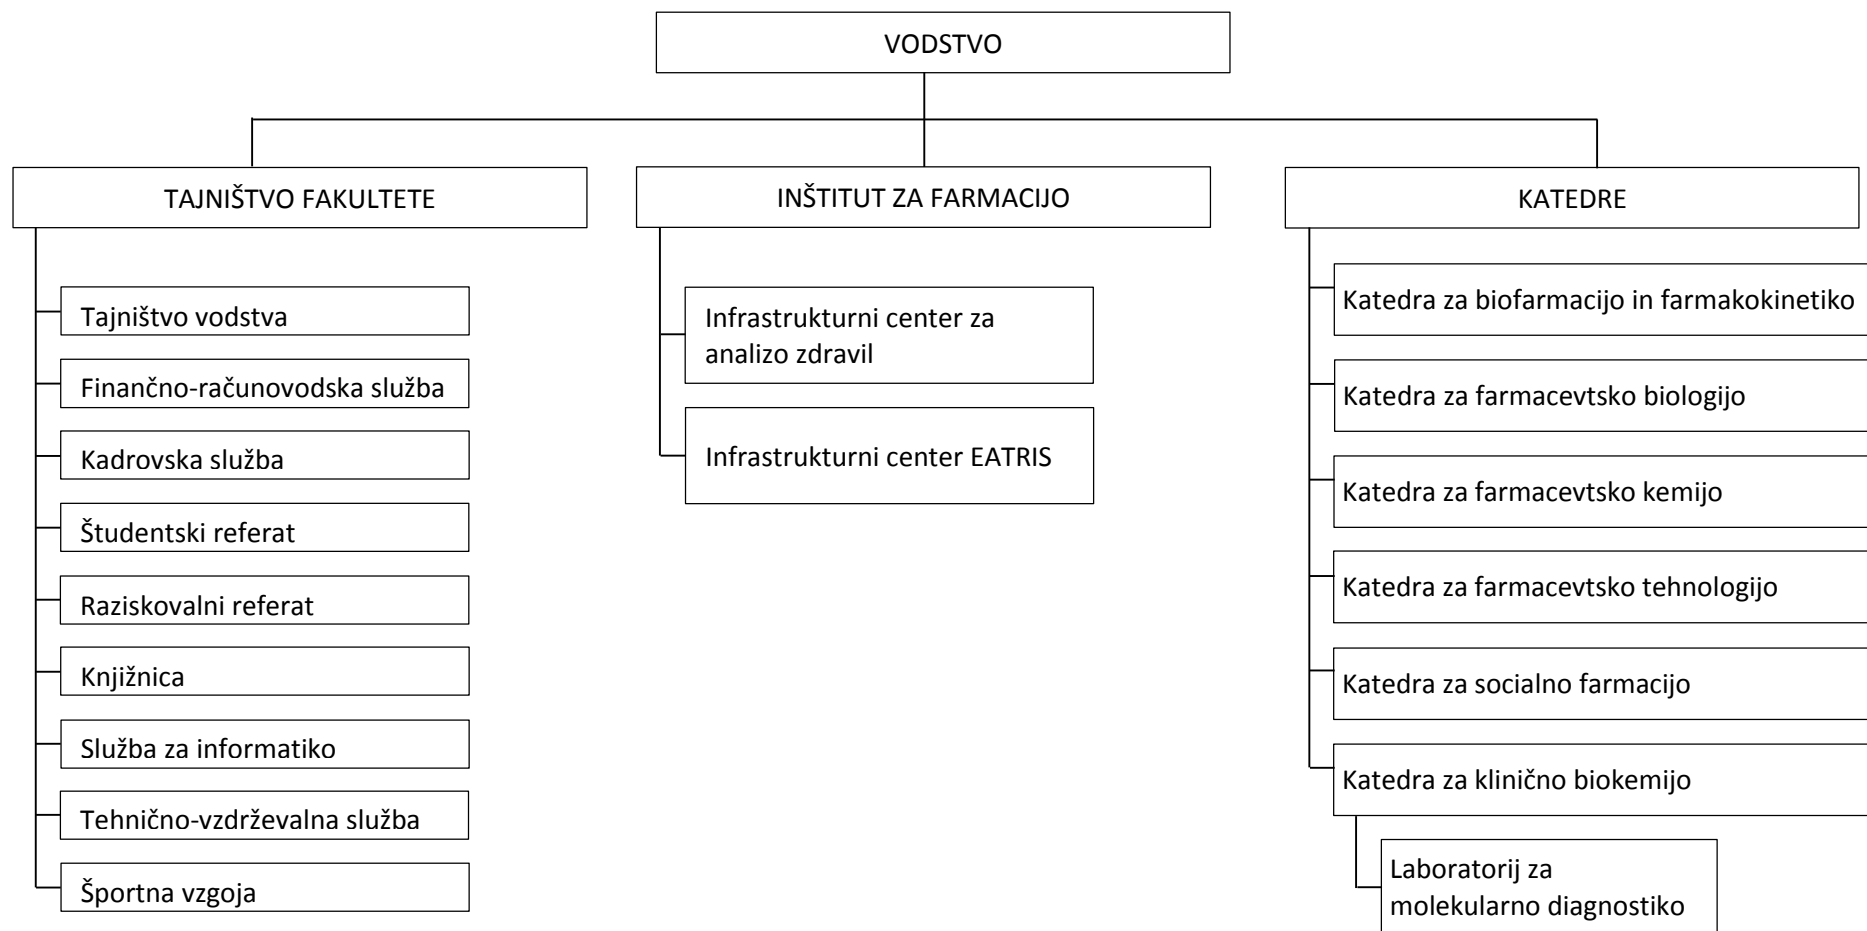 VODSTVO
TAJNIŠTVO FAKULTETE
Tajništvo vodstva
Finančno-računovodska služba
Kadrovska služba
Študentski referat
Raziskovalni referat
Knjižnica
Služba za informatiko
Tehnično-vzdrževalna služba
Športna vzgoja
INŠTITUT ZA FARMACIJO
Infrastrukturni center za
analizo zdravil
Infrastrukturni center EATRIS
KATEDRE
Katedra za biofarmacijo in farmakokinetiko
Katedra za farmacevtsko biologijo
Katedra za farmacevtsko kemijo
Katedra za farmacevtsko tehnologijo
Katedra za socialno farmacijo
Katedra za klinično biokemijo
Laboratorij za
molekularno diagnostiko